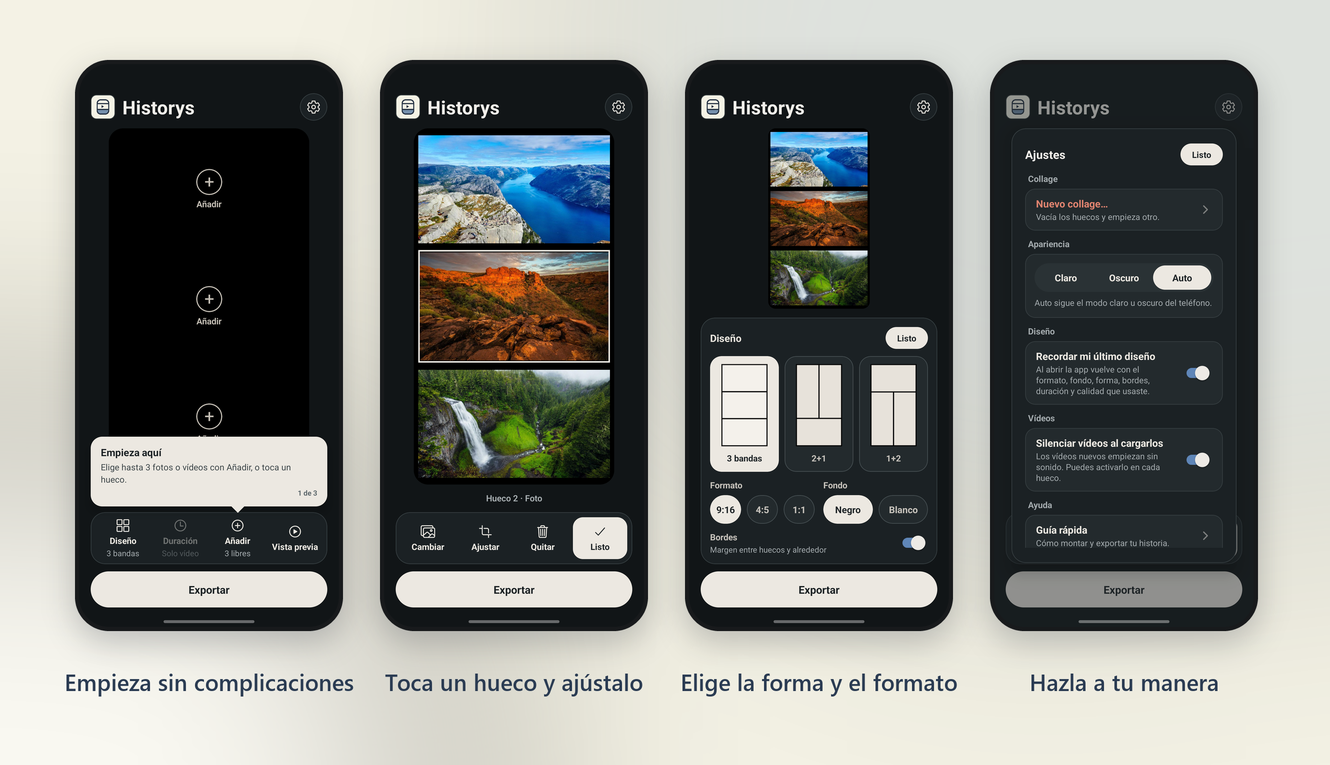 Historys
Añadir
Añadir
Empieza aquí
Elige hasta 3 fotos o vídeos con Añadir, o toca un
hueco.
1 de 3
Diseño
3 bandas
Duración
Solo video
Añadir
3 libres
Vista previa
Exportar
Empieza sin complicaciones
Historys
Hueco 2 · Foto
Cambiar
Ajustar
Quitar
Listo
Exportar
Toca un hueco y ajústalo
Historys
Diseño
Listo
3 bandas
2+1
1+2
Formato
Fondo
9:16
4:5
1:1
Negro
Blanco
Bordes
Margen entre huecos y alrededor
Exportar
Elige la forma y el formato
Historys
Ajustes
Listo
Collage
Nuevo collage...
Vacía los huecos y empieza otro.
Apariencia
Claro
Oscuro
Auto
Auto sigue el modo claro u oscuro del teléfono.
Diseño
Recordar mi último diseño
Al abrir la app vuelve con el
formato, fondo, forma, bordes,
duración y calidad que usaste.
Vídeos
Silenciar vídeos al cargarlos
Los vídeos nuevos empiezan sin
sonido. Puedes activarlo en cada
hueco.
Ayuda
Guía rápida
Cómo montar y exportar tu historia.
Exportar
Hazla a tu manera